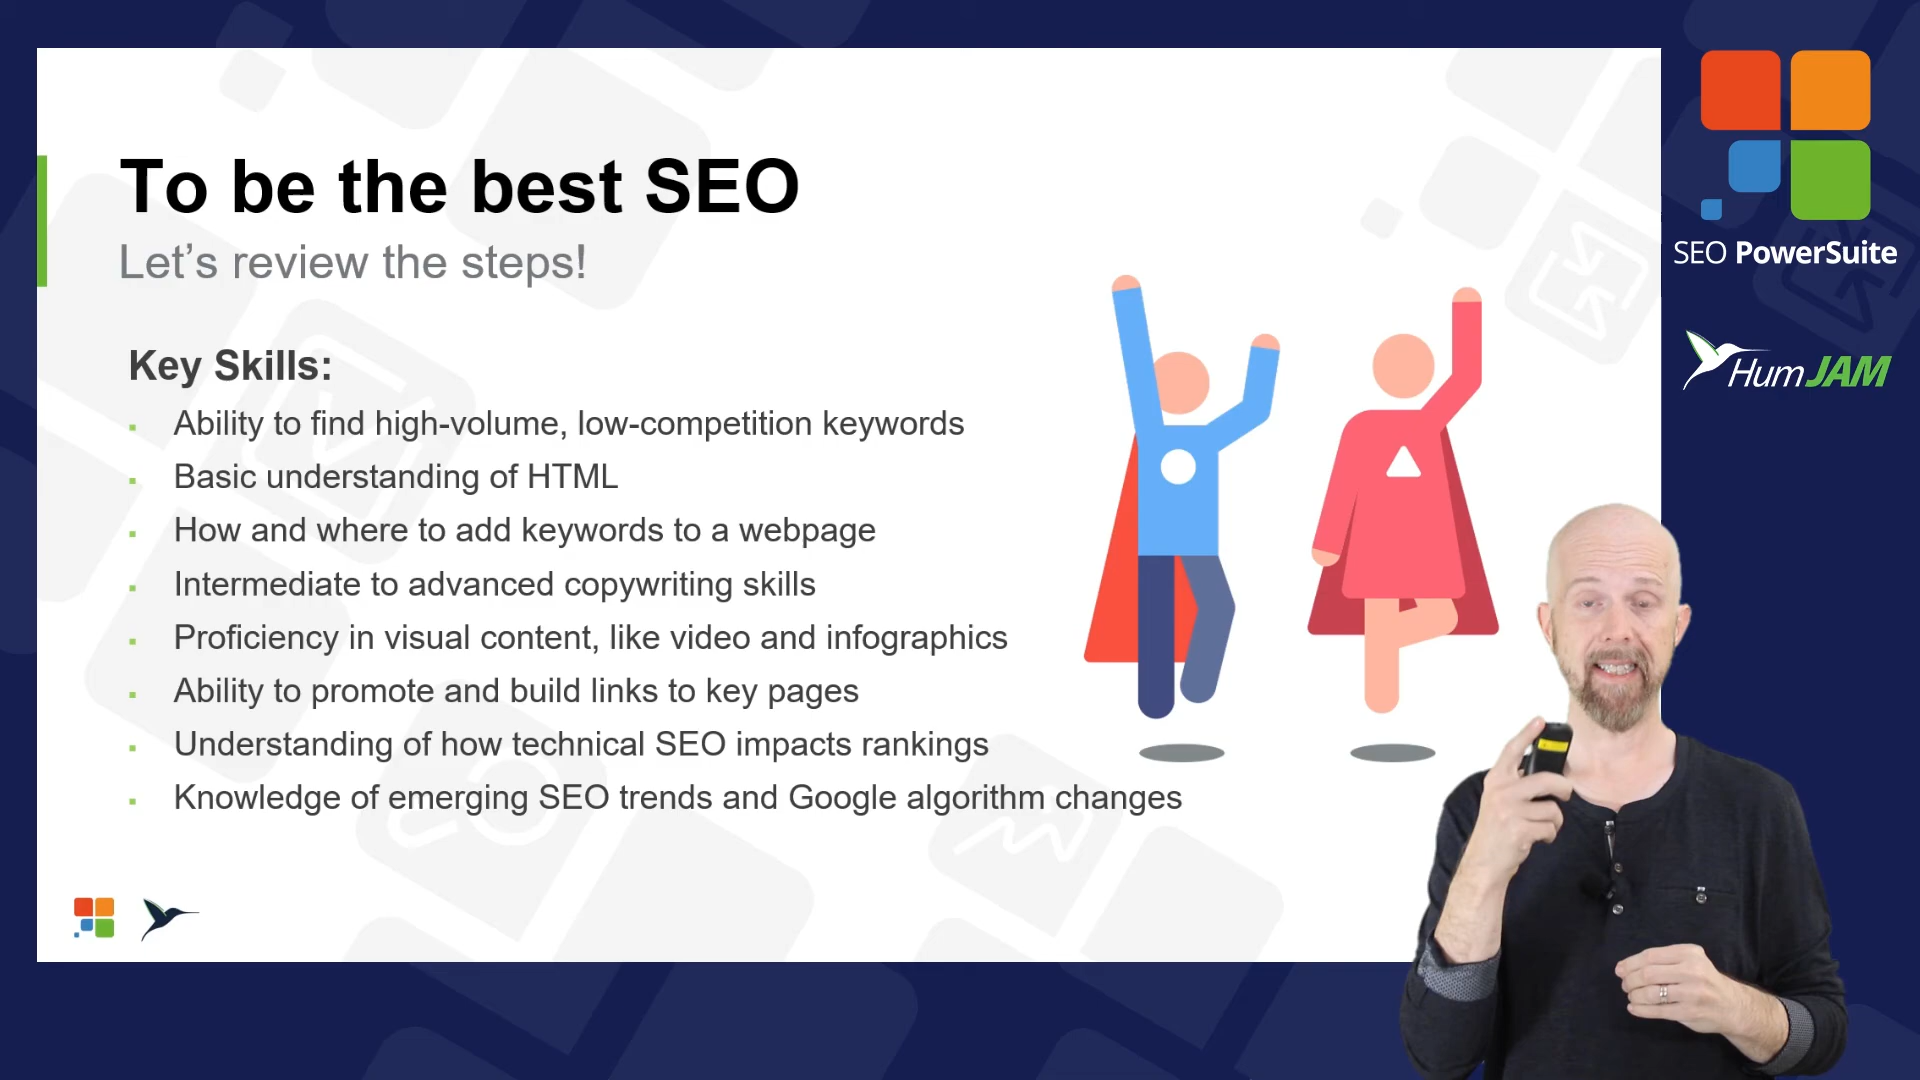 To be the best SEO
Let’s review the steps!
Key Skills:
Ability to find high-volume, low-competition keywords
Basic understanding of HTML
How and where to add keywords to a webpage
Intermediate to advanced copywriting skills
Proficiency in visual content, like video and infographics
Ability to promote and build links to key pages
Understanding of how technical SEO impacts rankings
Knowledge of emerging SEO trends and Google algorithm changes
SEO PowerSuite
HumJAM